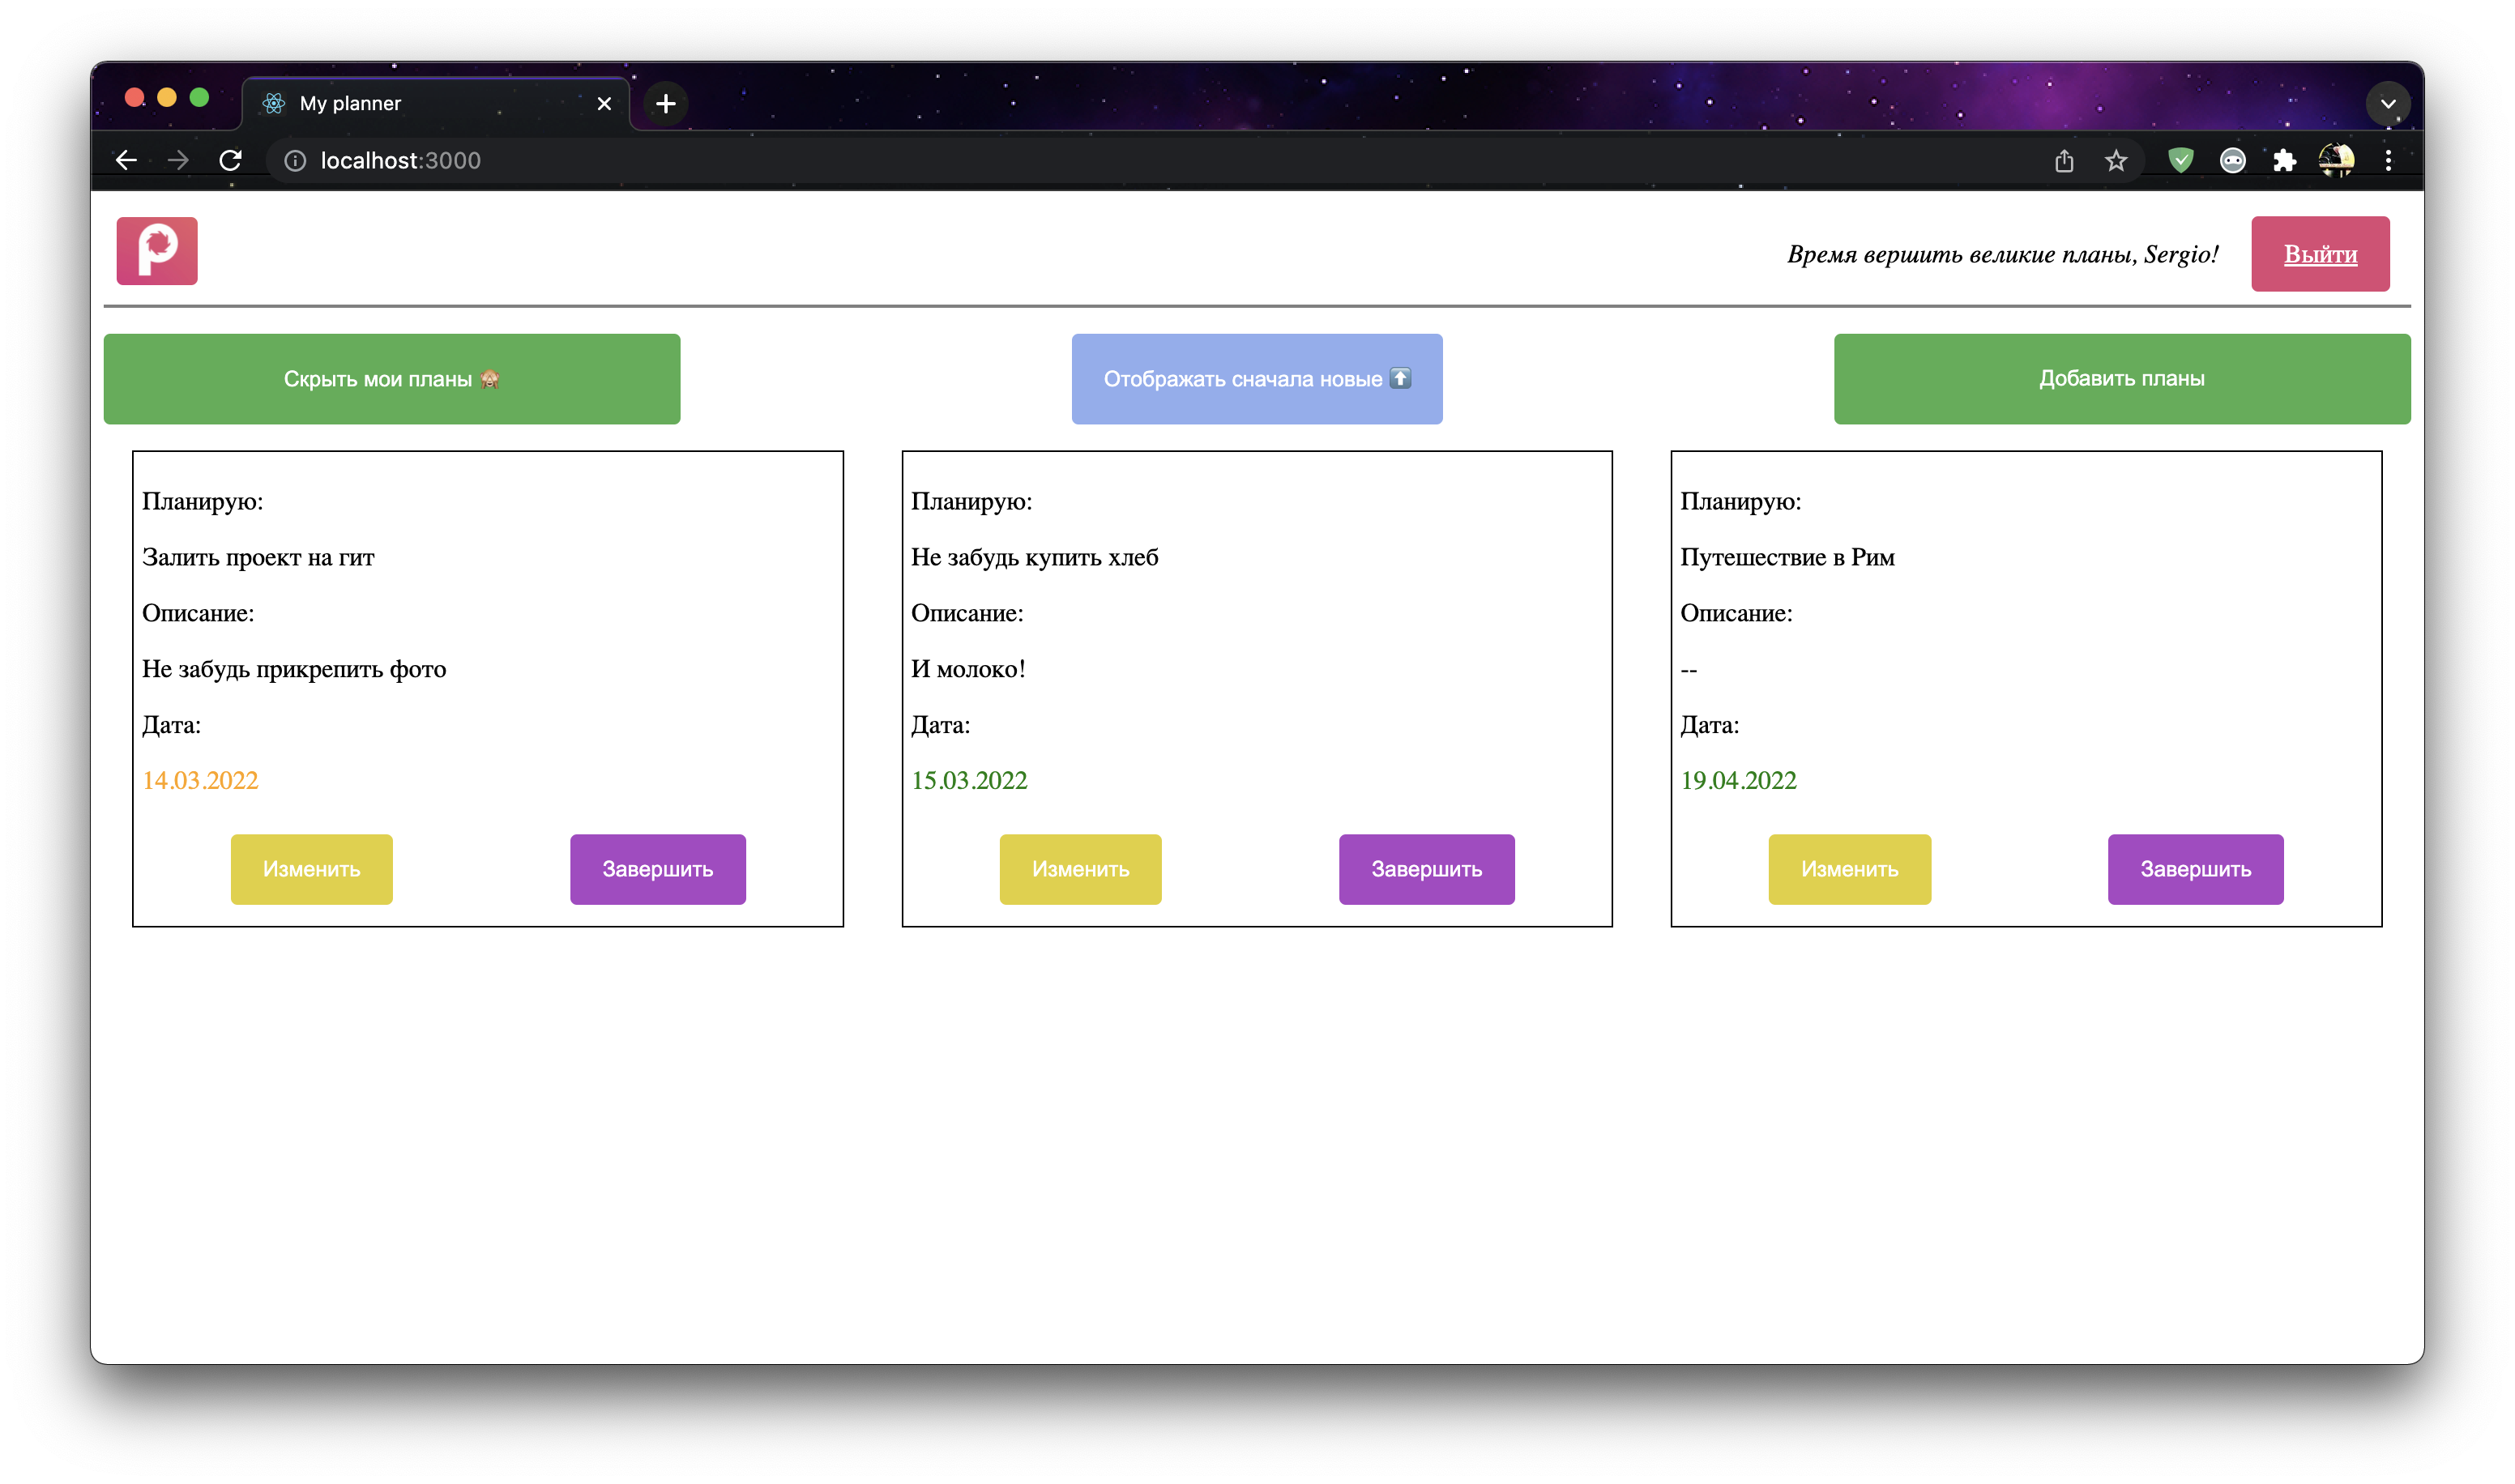 My planner
localhost:3000
P
Время вершить великие планы, Sergio!
Выйти
Скрыть мои планы 🙈
Отображать сначала новые ⬆️
Добавить планы
Планирую:
Залить проект на гит
Описание:
Не забудь прикрепить фото
Дата:
14.03.2022
Изменить
Завершить
Планирую:
Не забудь купить хлеб
Описание:
И молоко!
Дата:
15.03.2022
Изменить
Завершить
Планирую:
Путешествие в Рим
Описание:
--
Дата:
19.04.2022
Изменить
Завершить